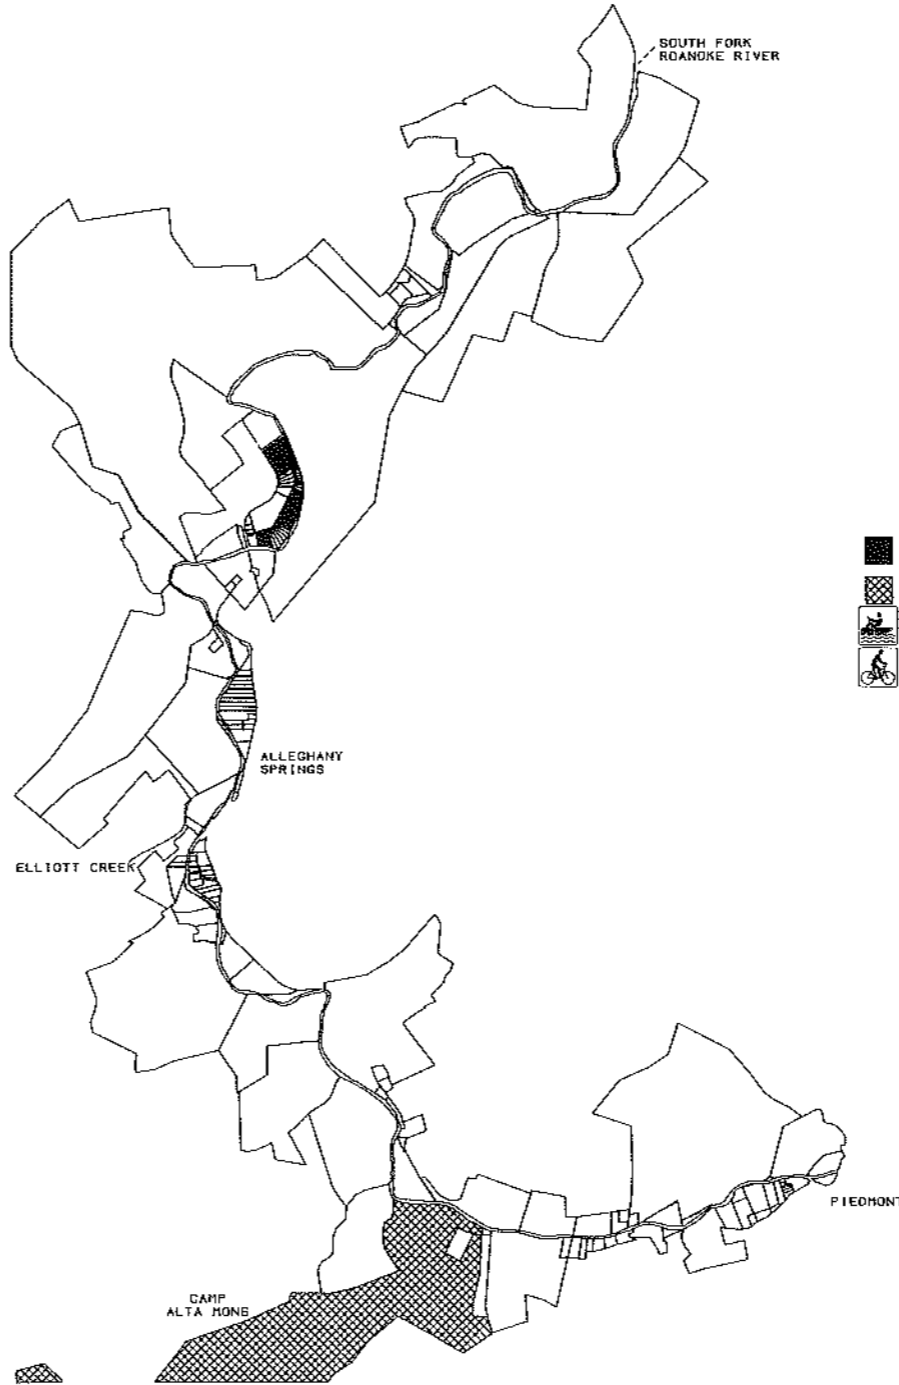 SOUTH FORK
ROANOKE RIVER
ALLEGHANY
SPRINGS
ELLIOTT CREEK
PIEDMONT
CAMP
ALTA MONS